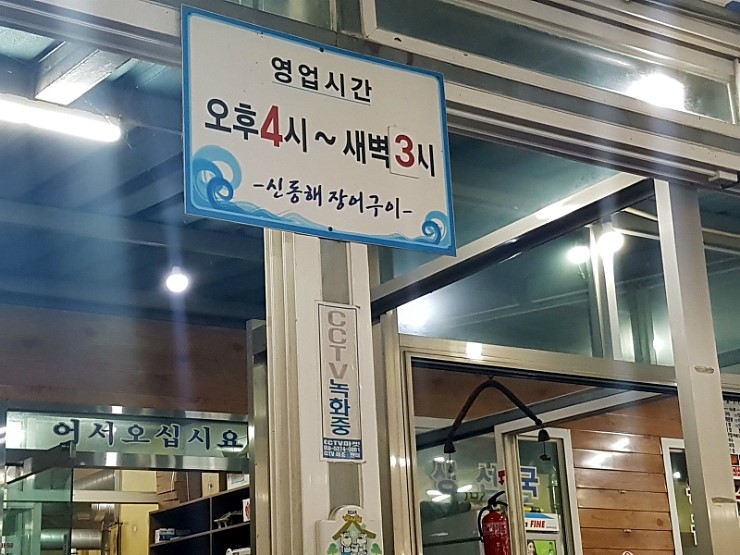 영업시간
오후4시~새벽3시
-신동해 장어구이-
CCTV녹화중
어서오십시요
FINE